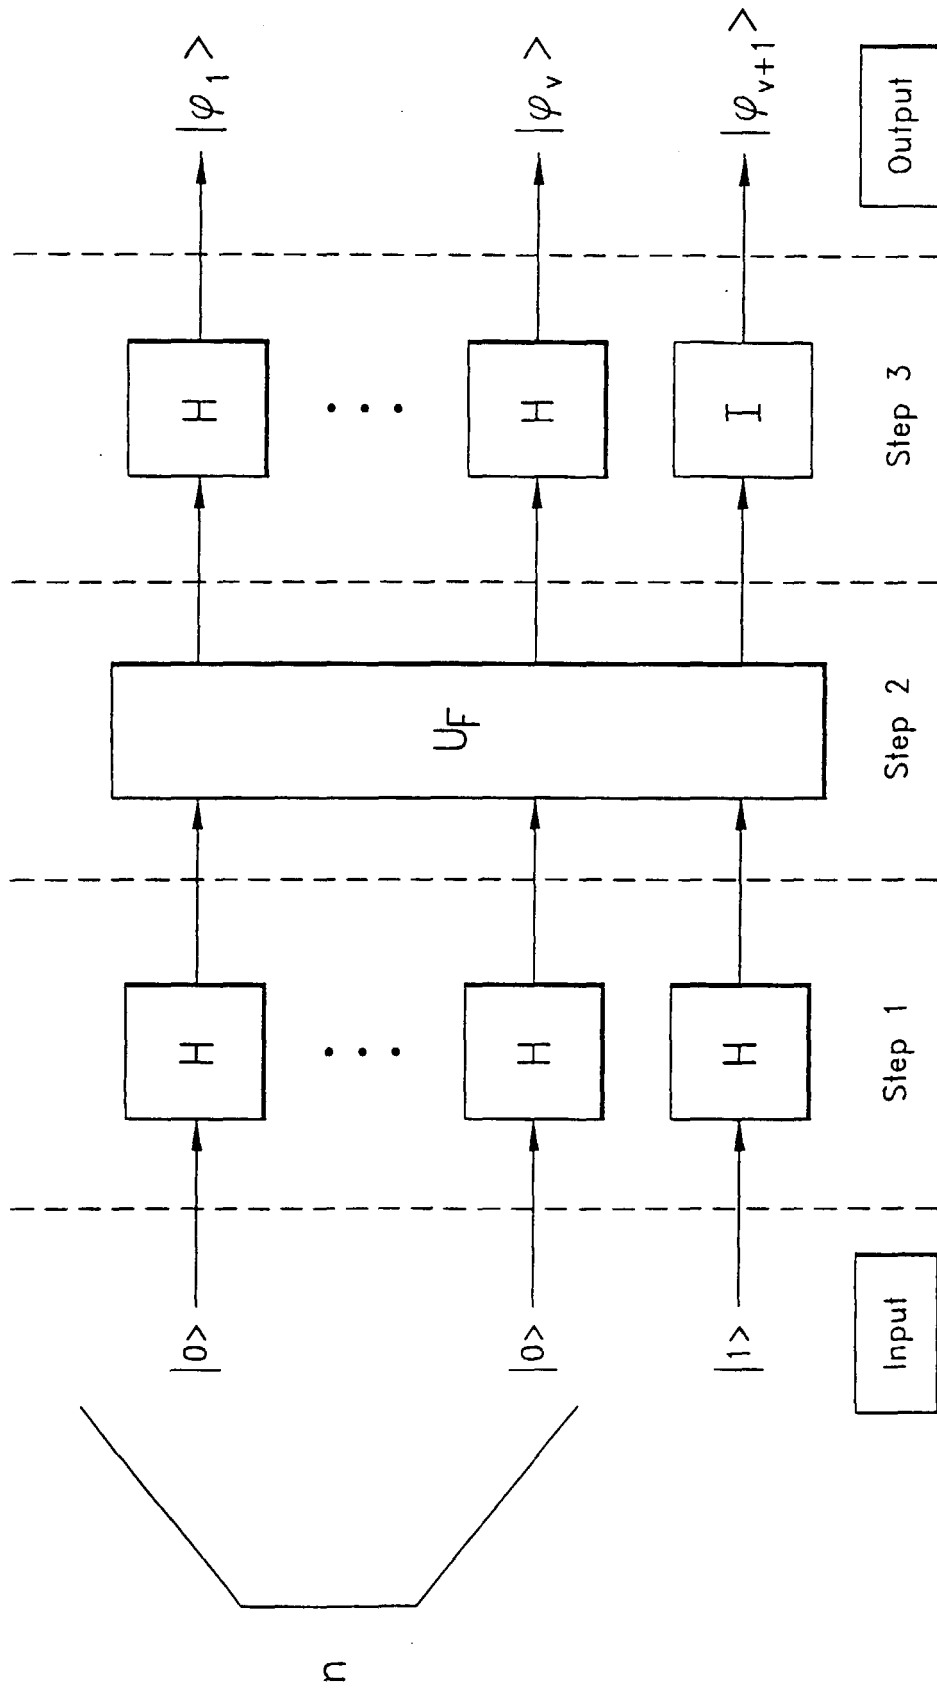 n
|0> H H |φ1>
|0> H UF H |φv>
|1> H I |φv+1>
Input Step 1 Step 2 Step 3 Output